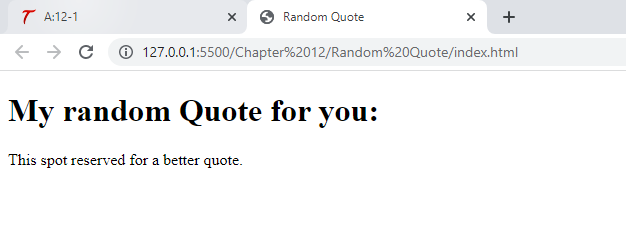 A:12-1
Random Quote
127.0.0.1:5500/Chapter%2012/Random%20Quote/index.html
My random Quote for you:
This spot reserved for a better quote.